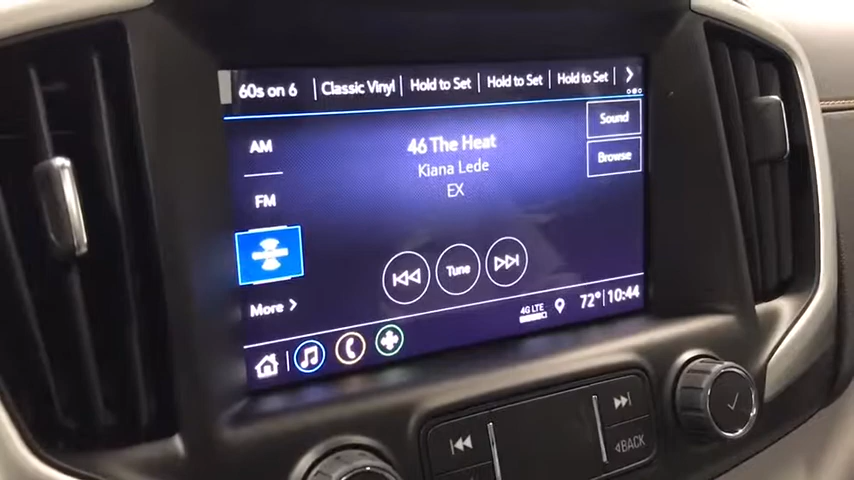 60s on 6 Classic Vinyl Hold to Set Hold to Set Hold to Set
AM
FM
More
46 The Heat
Kiana Lede
EX
Sound
Browse
Tune
4G LTE 72° 10:44
BACK